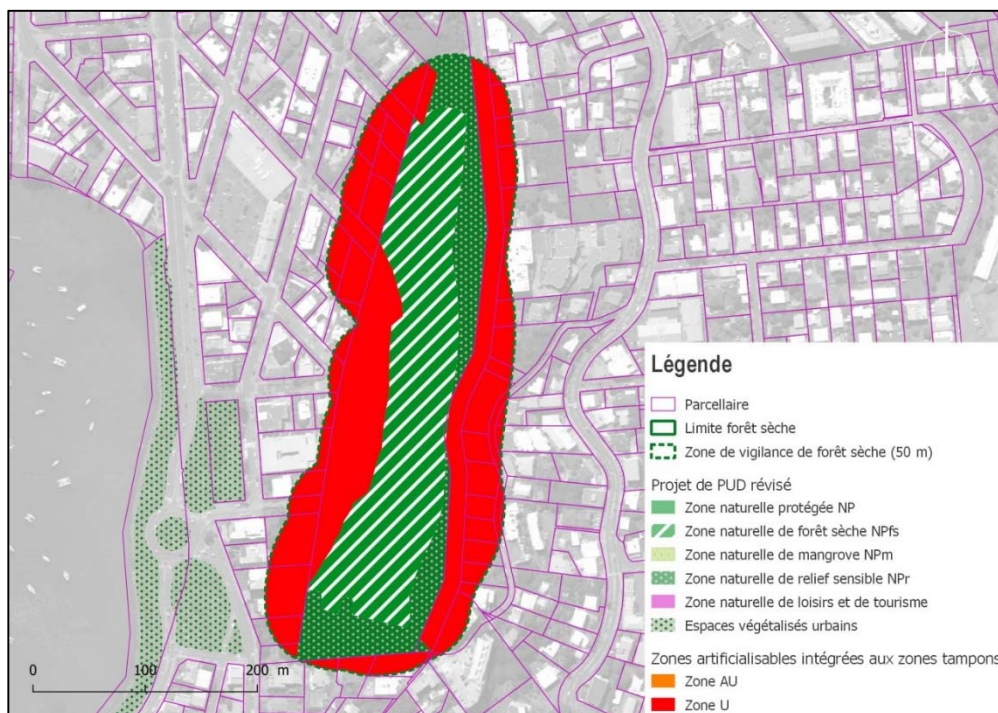 Légende
Parcellaire
Limite forêt sèche
Zone de vigilance de forêt sèche (50 m)
Projet de PUD révisé
Zone naturelle protégée NP
Zone naturelle de forêt sèche NPfs
Zone naturelle de mangrove NPm
Zone naturelle de relief sensible NPr
Zone naturelle de loisirs et de tourisme
Espaces végétalisés urbains
Zones artificialisables intégrées aux zones tampons
Zone AU
Zone U
0 100 200 m